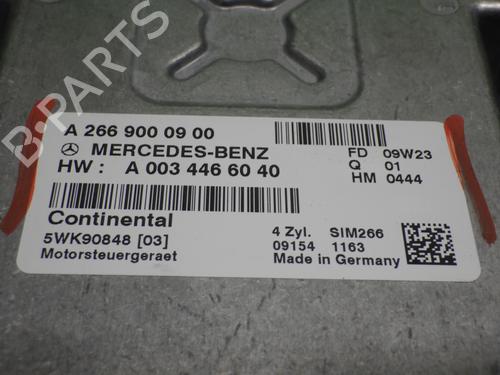 A 266 900 09 00
MERCEDES-BENZ
FD 09W23
HW : A 003 446 60 40
Q 01
HM 0444
Continental
5WK90848 [03]
Motorsteuergeraet
4 Zyl. SIM266
09154 1163
Made in Germany
B-PARTS